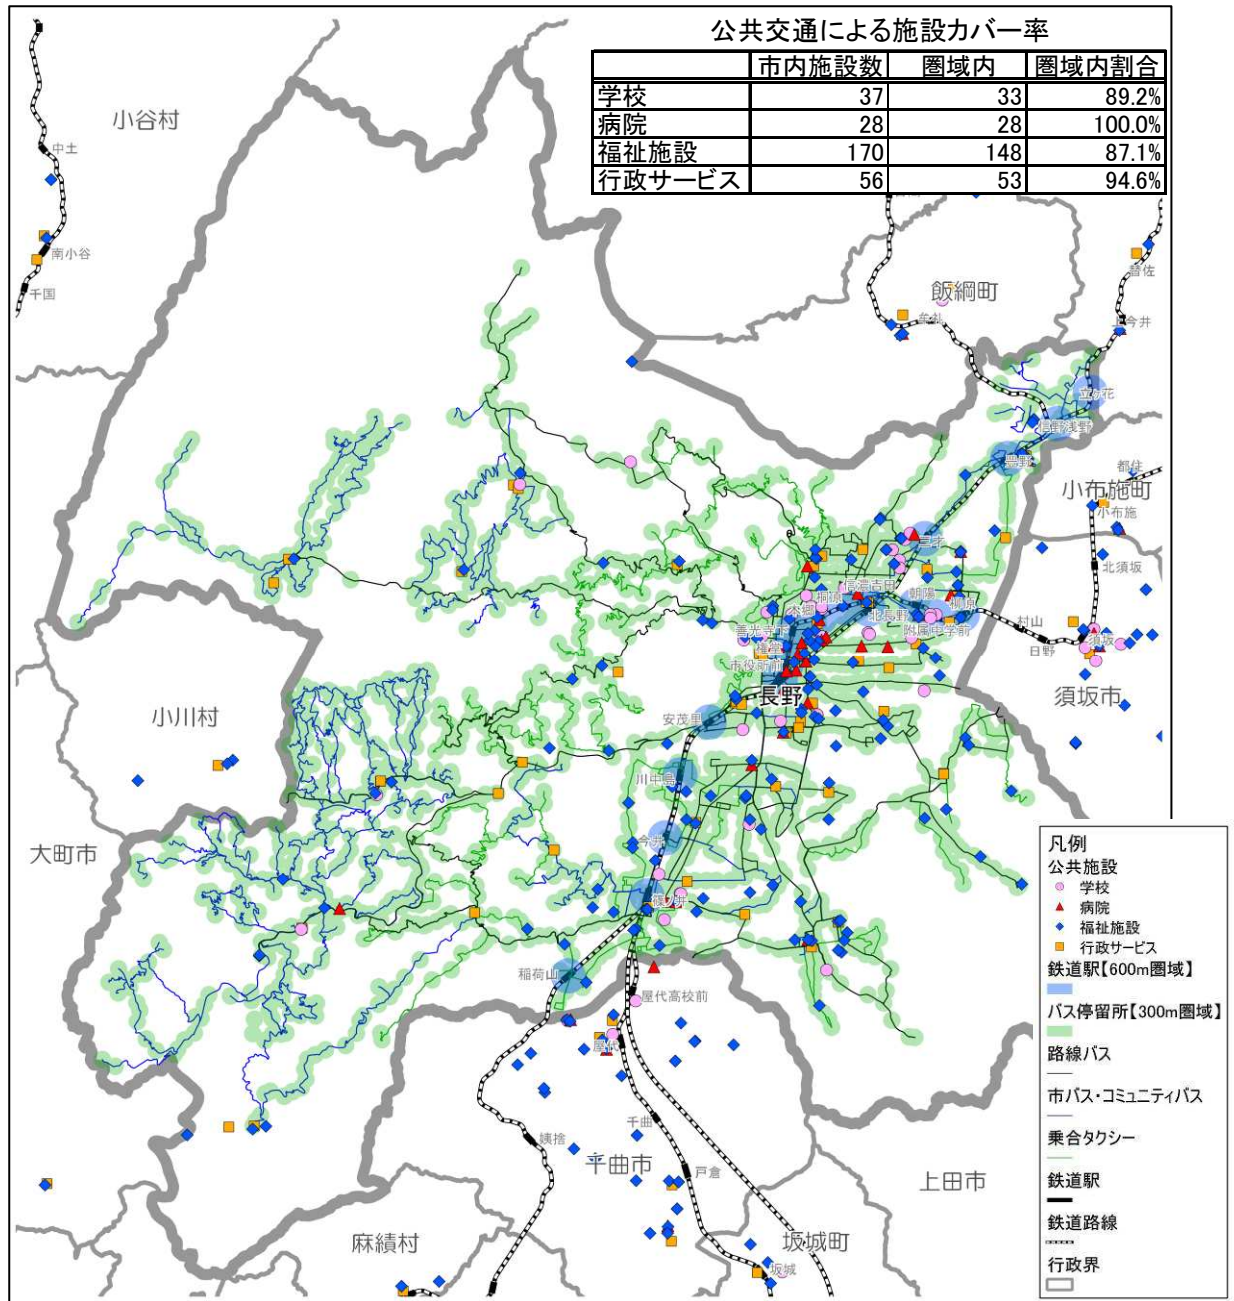 公共交通による施設カバー率
市内施設数 圏域内 圏域内割合
学校 37 33 89.2%
病院 28 28 100.0%
福祉施設 170 148 87.1%
行政サービス 56 53 94.6%
小谷村
中土
南小谷
千国
替佐
飯綱町
牟礼
上今井
立ヶ花
信濃浅野
豊野
都住
小布施町
小布施
三才
北須坂
信濃吉田
朝陽
桐原
柳原
本郷
北長野
附属中学前
村山
善光寺下
日野
須坂
権堂
市役所前
長野
須坂市
小川村
安茂里
川中島
大町市
今井
篠ノ井
稲荷山
屋代高校前
屋代
千曲
姨捨
千曲市
戸倉
上田市
麻績村
坂城町
坂城
凡例
公共施設
学校
病院
福祉施設
行政サービス
鉄道駅【600m圏域】
バス停留所【300m圏域】
路線バス
市バス・コミュニティバス
乗合タクシー
鉄道駅
鉄道路線
行政界